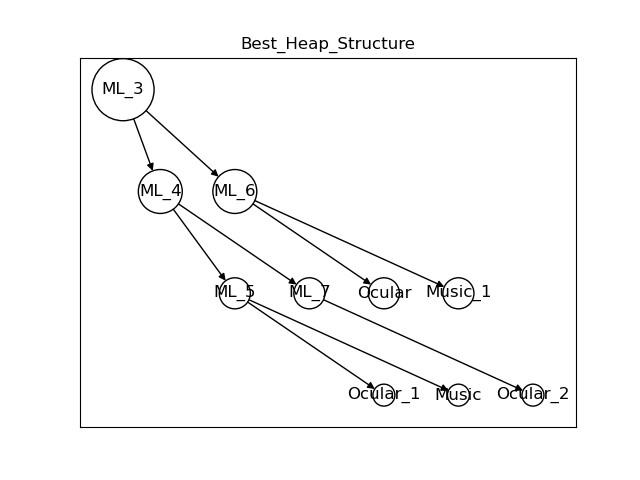 Best_Heap_Structure
ML_3
ML_4
ML_6
ML_5
ML_7
Ocular
Music_1
Ocular_1
Music
Ocular_2